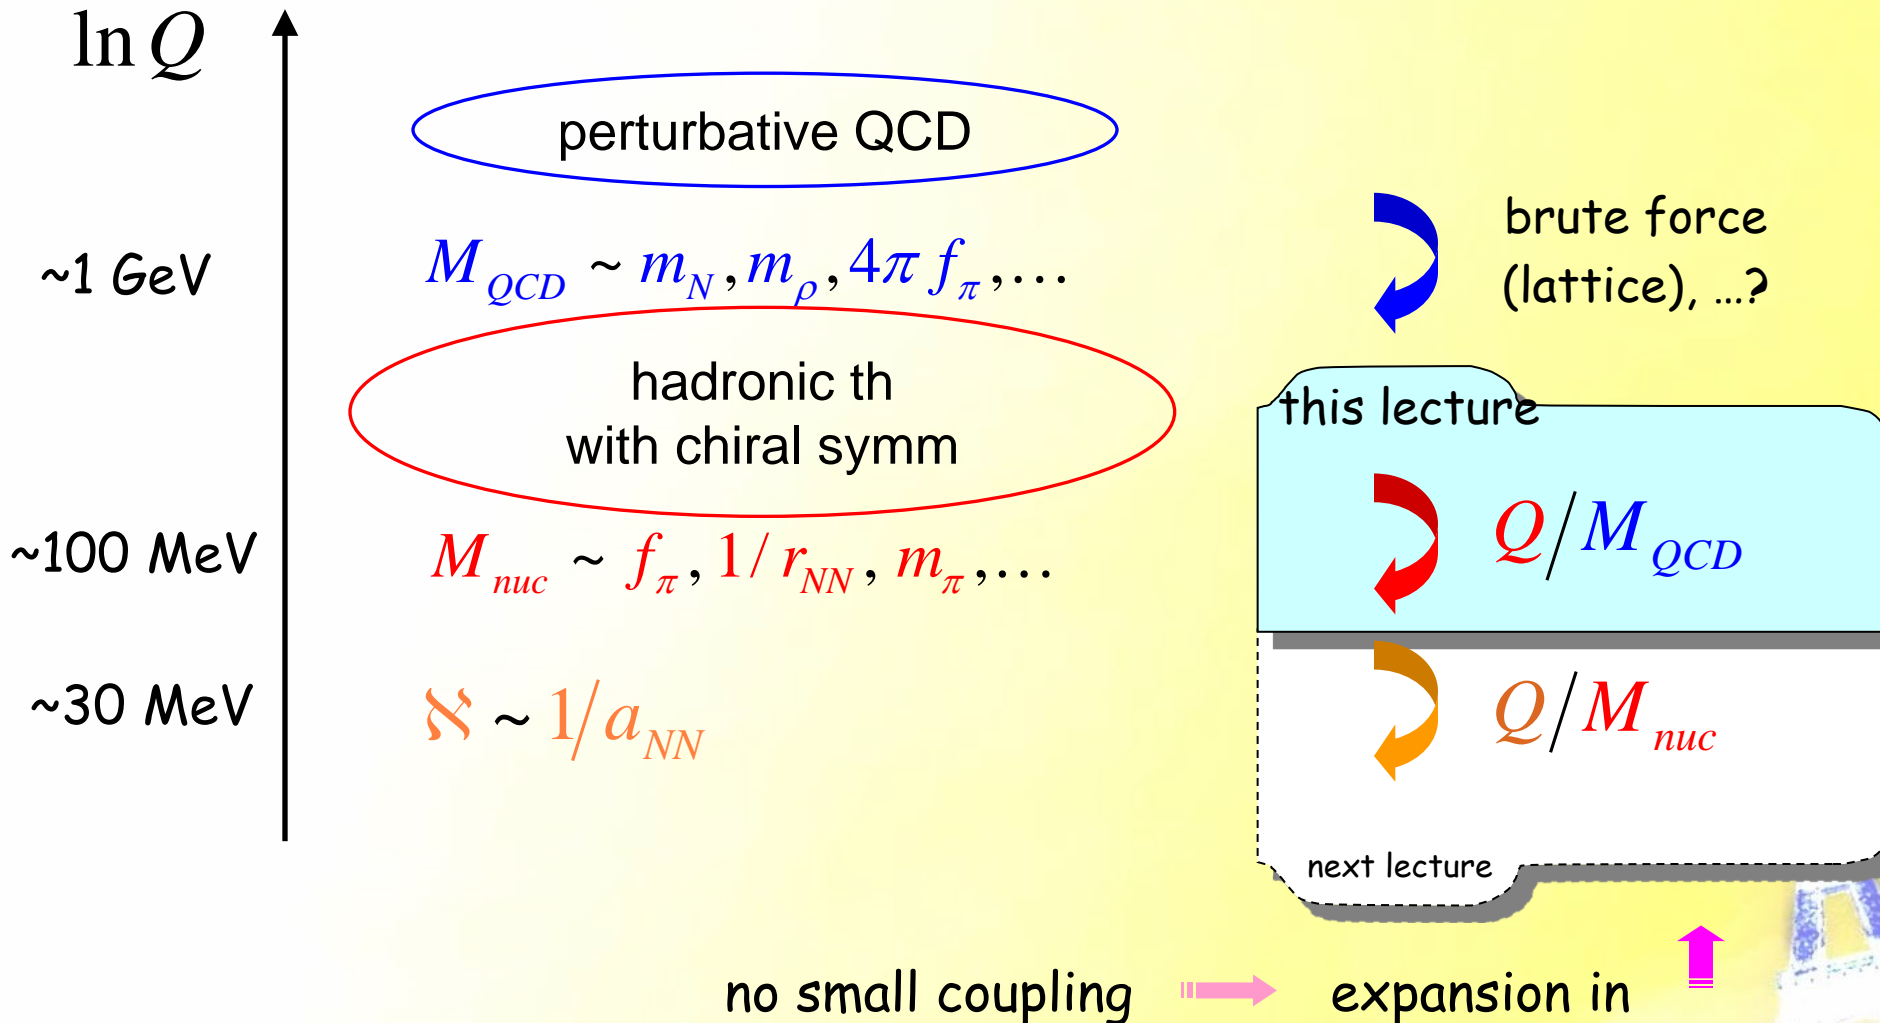 ln Q
perturbative QCD
~1 GeV
M_QCD ~ m_N, m_ρ, 4π f_π, …
brute force
(lattice), …?
hadronic th
with chiral symm
this lecture
Q/M_QCD
~100 MeV
M_nuc ~ f_π, 1/r_NN, m_π, …
~30 MeV
ℵ ~ 1/a_NN
Q/M_nuc
next lecture
no small coupling
expansion in